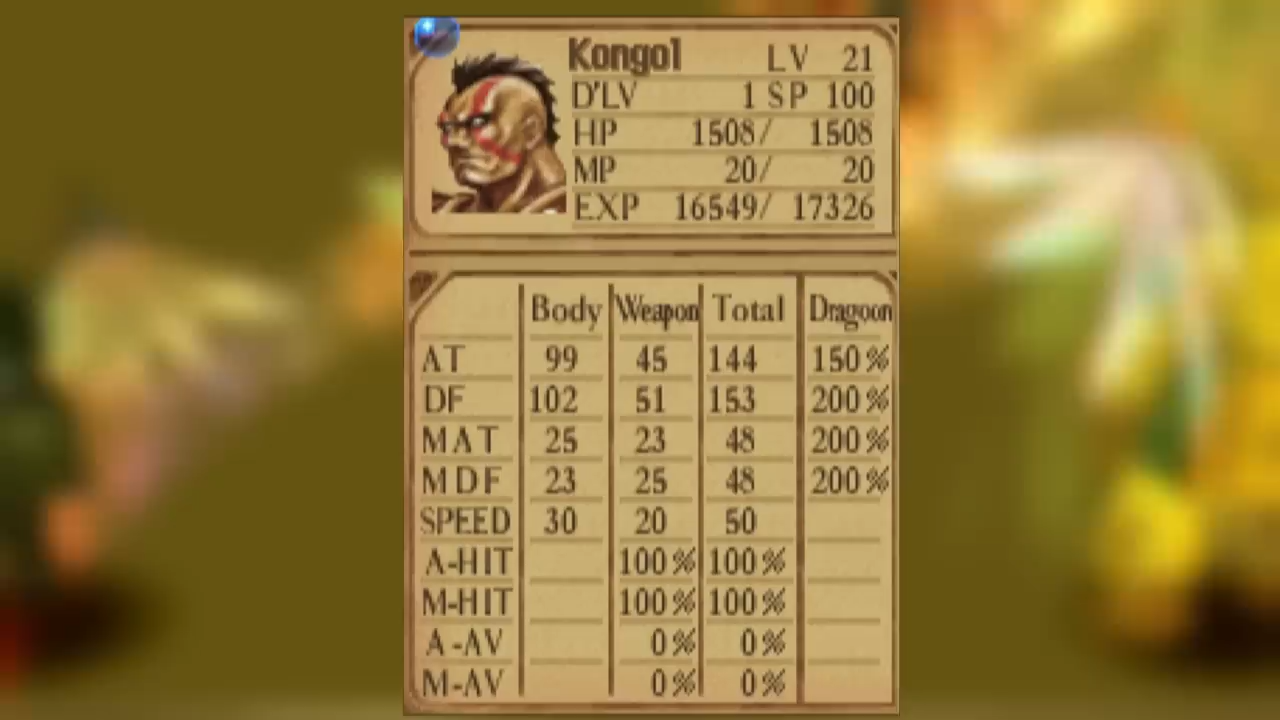 Kongol LV 21
D'LV 1 SP 100
HP 1508/ 1508
MP 20/ 20
EXP 16549/ 17326
Body Weapon Total Dragoon
AT 99 45 144 150%
DF 102 51 153 200%
MAT 25 23 48 200%
MDF 23 25 48 200%
SPEED 30 20 50
A-HIT 100% 100%
M-HIT 100% 100%
A-AV 0% 0%
M-AV 0% 0%